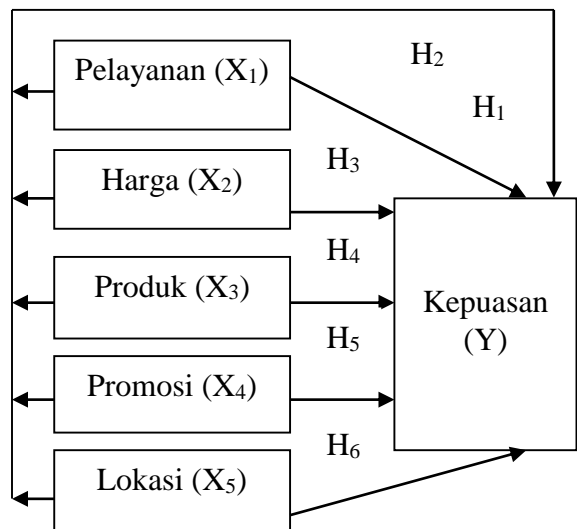 H₂
Pelayanan (X₁)
H₁
H₃
Harga (X₂)
H₄
Produk (X₃)
Kepuasan
(Y)
H₅
Promosi (X₄)
H₆
Lokasi (X₅)